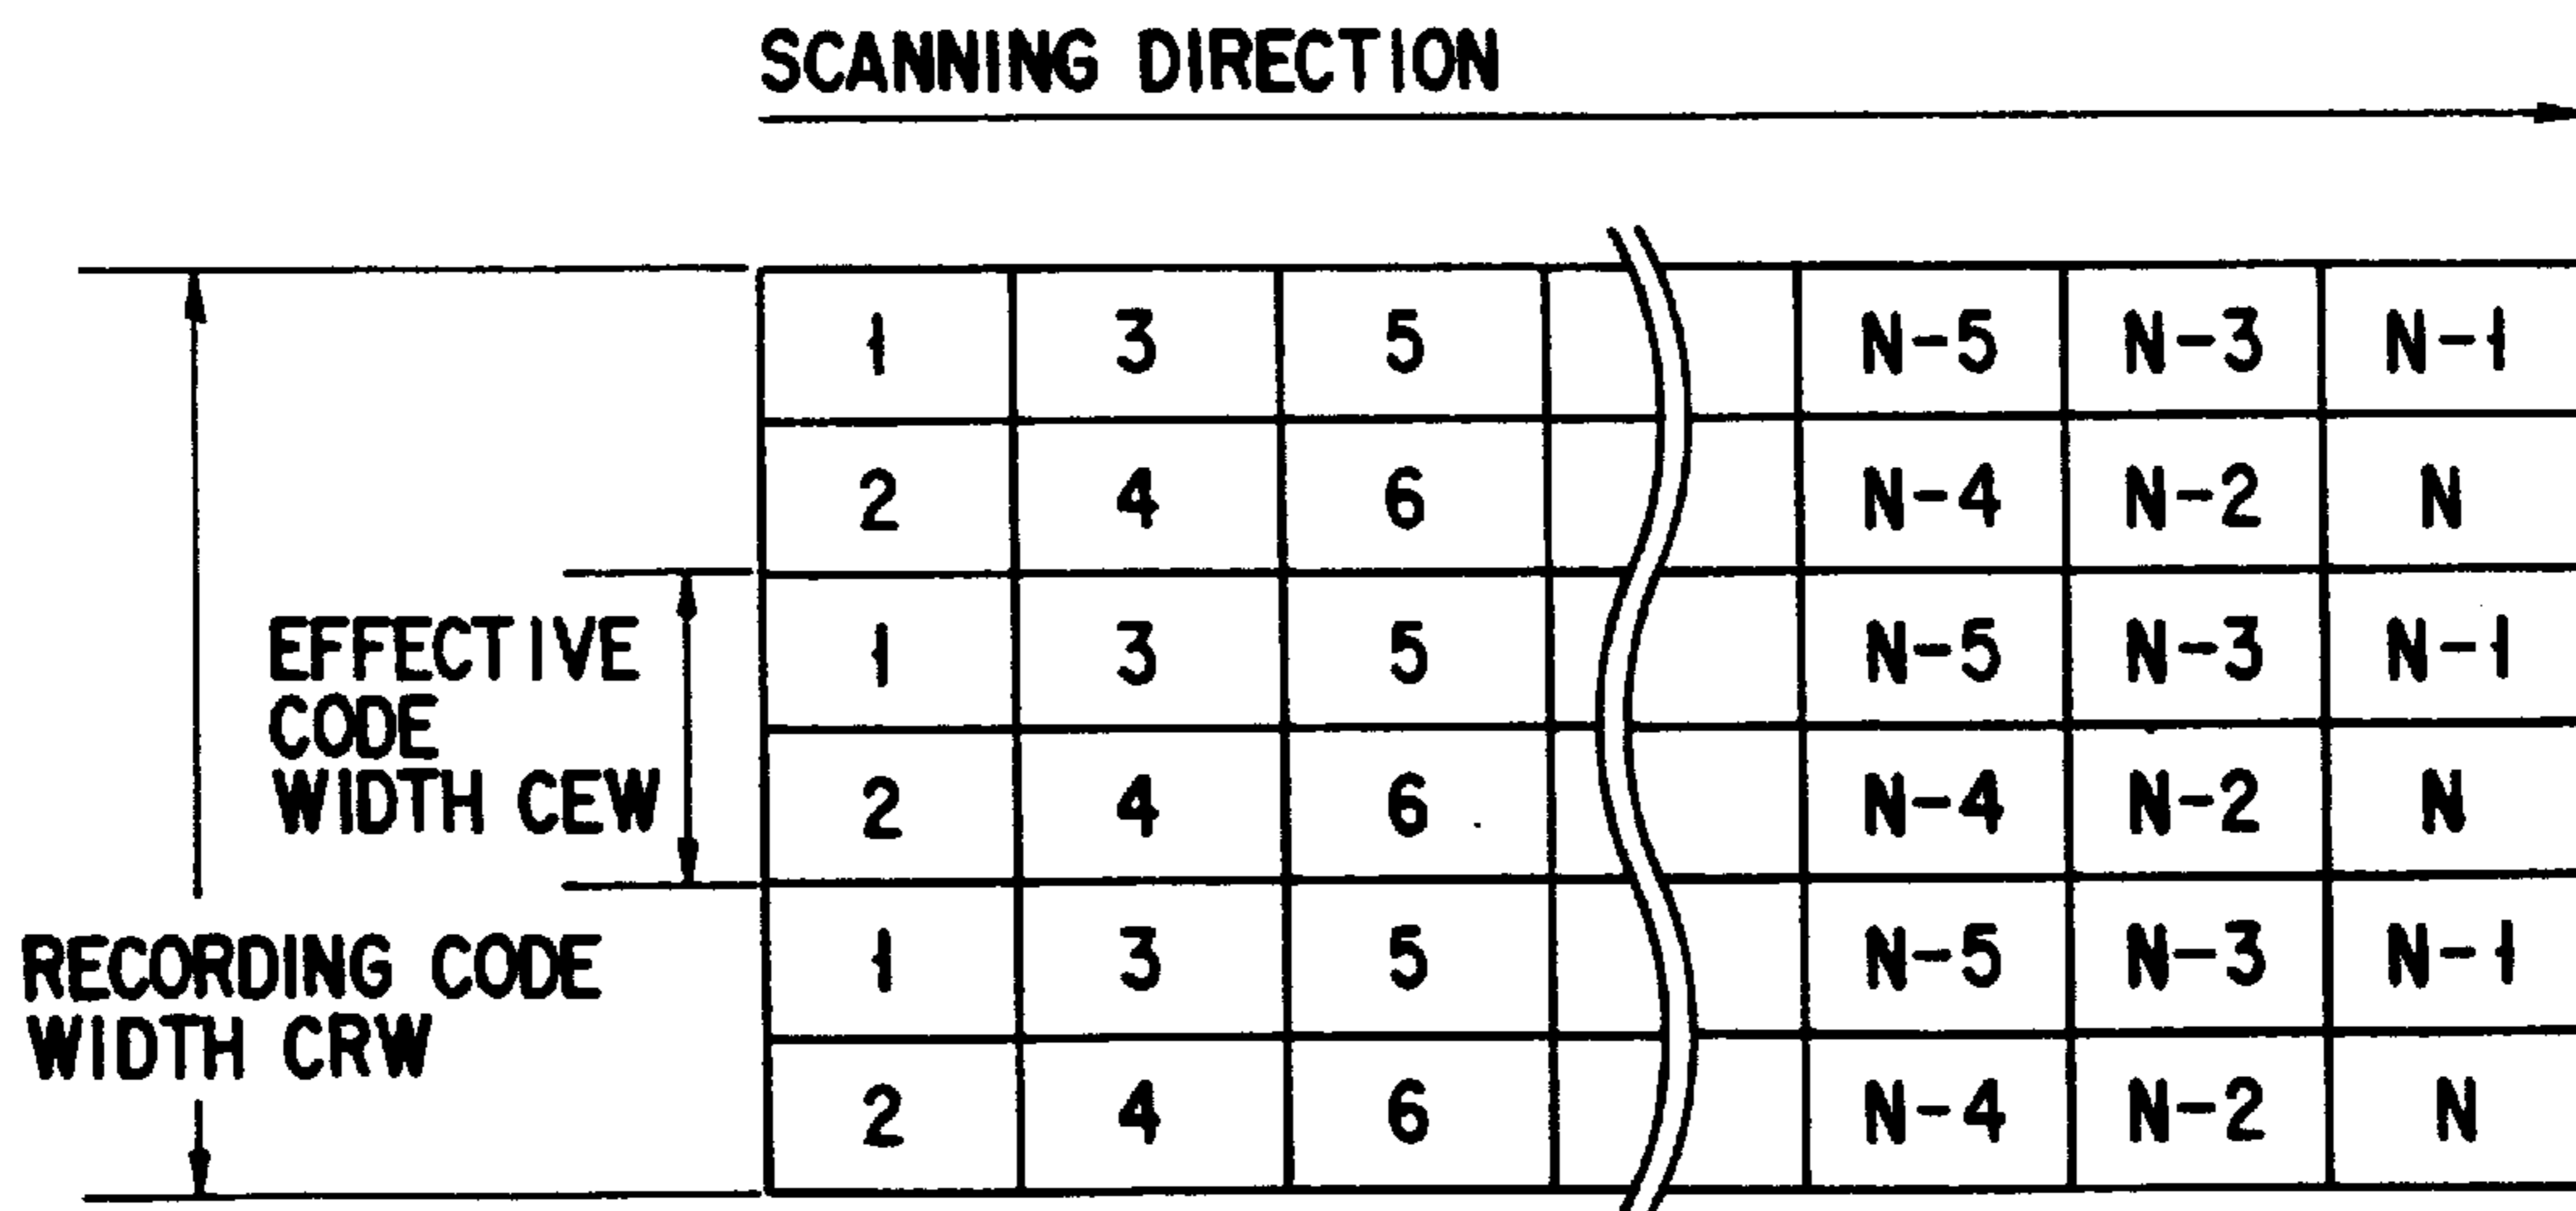 SCANNING DIRECTION
1 3 5 N-5 N-3 N-1
2 4 6 N-4 N-2 N
EFFECTIVE
CODE
WIDTH CEW
1 3 5 N-5 N-3 N-1
2 4 6 N-4 N-2 N
RECORDING CODE
WIDTH CRW
1 3 5 N-5 N-3 N-1
2 4 6 N-4 N-2 N